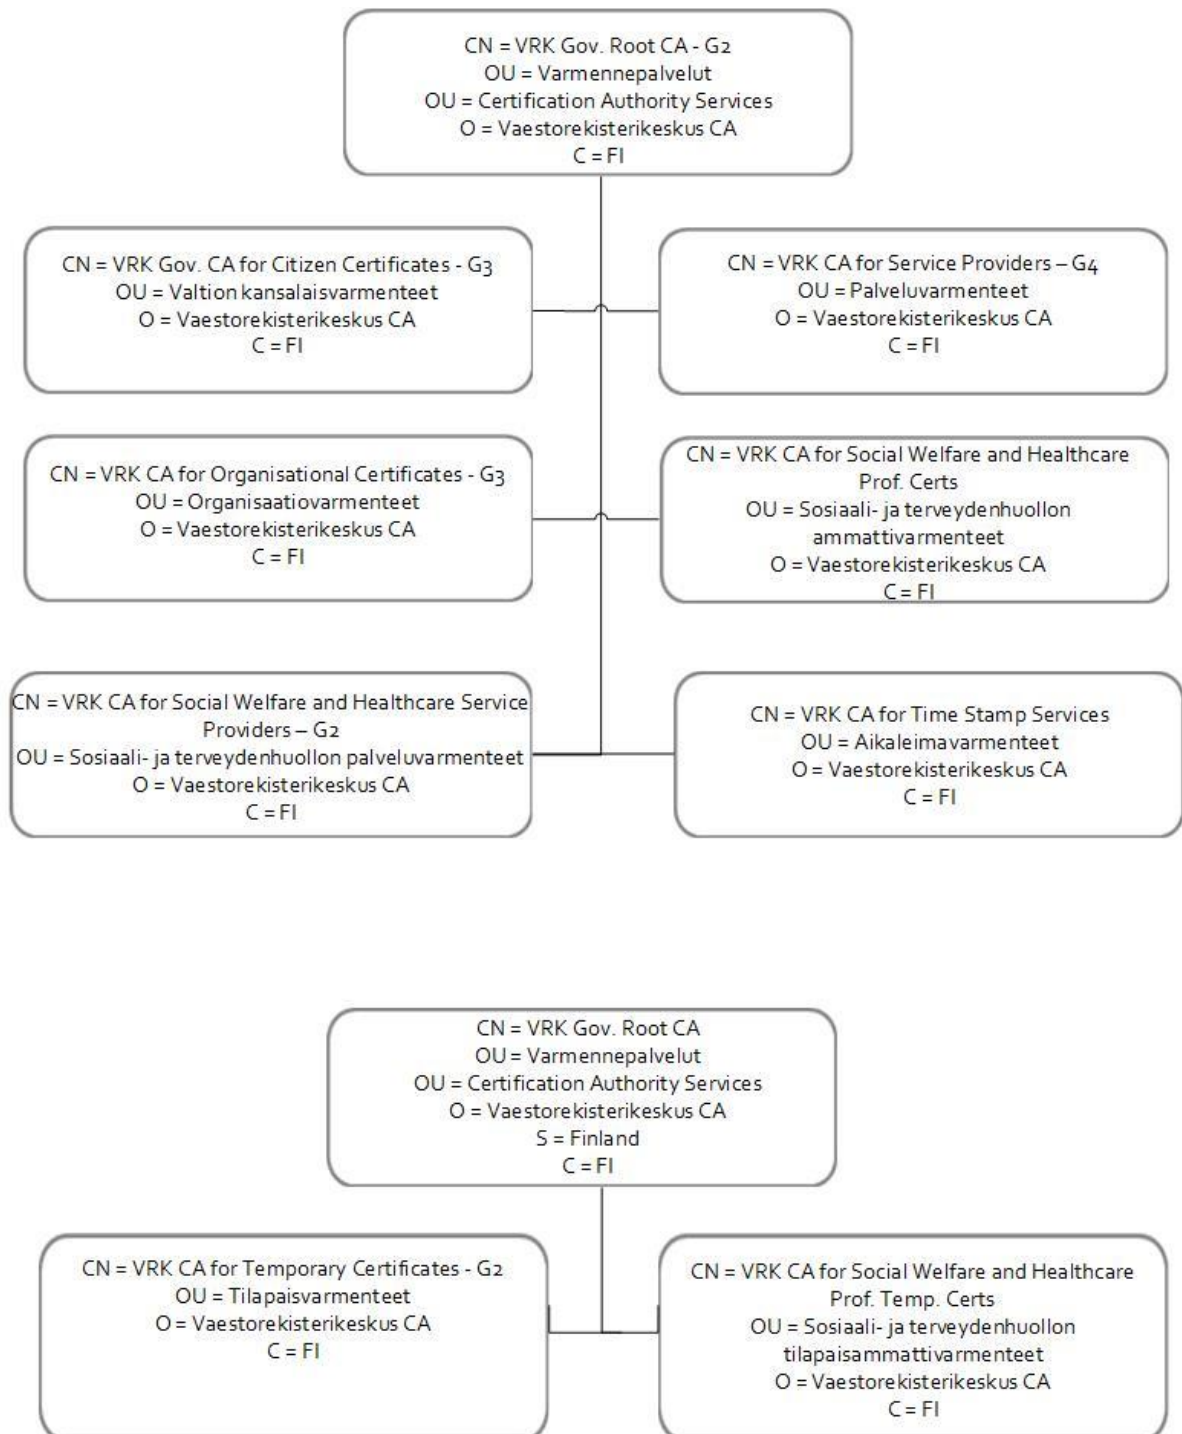 CN = VRK Gov. Root CA - G2
OU = Varmennepalvelut
OU = Certification Authority Services
O = Vaestorekisterikeskus CA
C = FI
CN = VRK Gov. CA for Citizen Certificates - G3
OU = Valtion kansalaisvarmenteet
O = Vaestorekisterikeskus CA
C = FI
CN = VRK CA for Service Providers – G4
OU = Palveluvarmenteet
O = Vaestorekisterikeskus CA
C = FI
CN = VRK CA for Organisational Certificates - G3
OU = Organisaatiovarmenteet
O = Vaestorekisterikeskus CA
C = FI
CN = VRK CA for Social Welfare and Healthcare
Prof. Certs
OU = Sosiaali- ja terveydenhuollon
ammattivarmenteet
O = Vaestorekisterikeskus CA
C = FI
CN = VRK CA for Social Welfare and Healthcare Service
Providers – G2
OU = Sosiaali- ja terveydenhuollon palveluvarmenteet
O = Vaestorekisterikeskus CA
C = FI
CN = VRK CA for Time Stamp Services
OU = Aikaleimavarmenteet
O = Vaestorekisterikeskus CA
C = FI
CN = VRK Gov. Root CA
OU = Varmennepalvelut
OU = Certification Authority Services
O = Vaestorekisterikeskus CA
S = Finland
C = FI
CN = VRK CA for Temporary Certificates - G2
OU = Tilapaisvarmenteet
O = Vaestorekisterikeskus CA
C = FI
CN = VRK CA for Social Welfare and Healthcare
Prof. Temp. Certs
OU = Sosiaali- ja terveydenhuollon
tilapaisammattivarmenteet
O = Vaestorekisterikeskus CA
C = FI